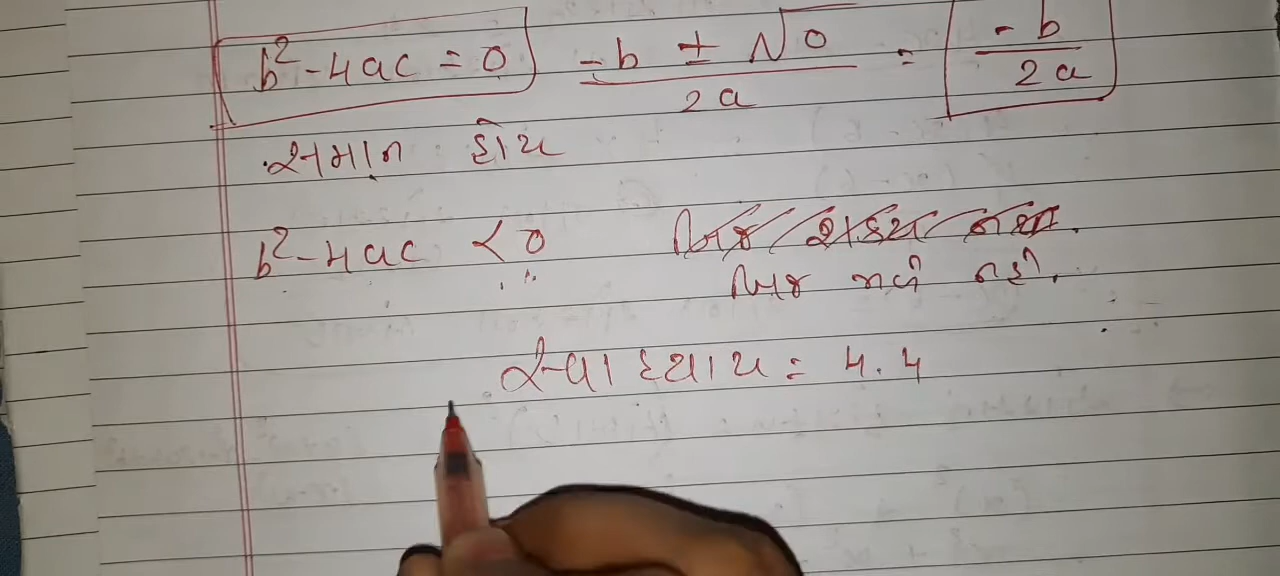 b² - 4ac = 0 -b ± √0 / 2a = -b / 2a
સમાન હોય
b² - 4ac < 0
મળે નહીં.
સ્વાધ્યાય = 4.4